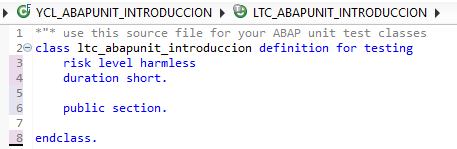 YCL_ABAPUNIT_INTRODUCCION LTC_ABAPUNIT_INTRODUCCION
1 *"* use this source file for your ABAP unit test classes
2 class ltc_abapunit_introduccion definition for testing
3 risk level harmless
4 duration short.
5
6 public section.
7
8 endclass.